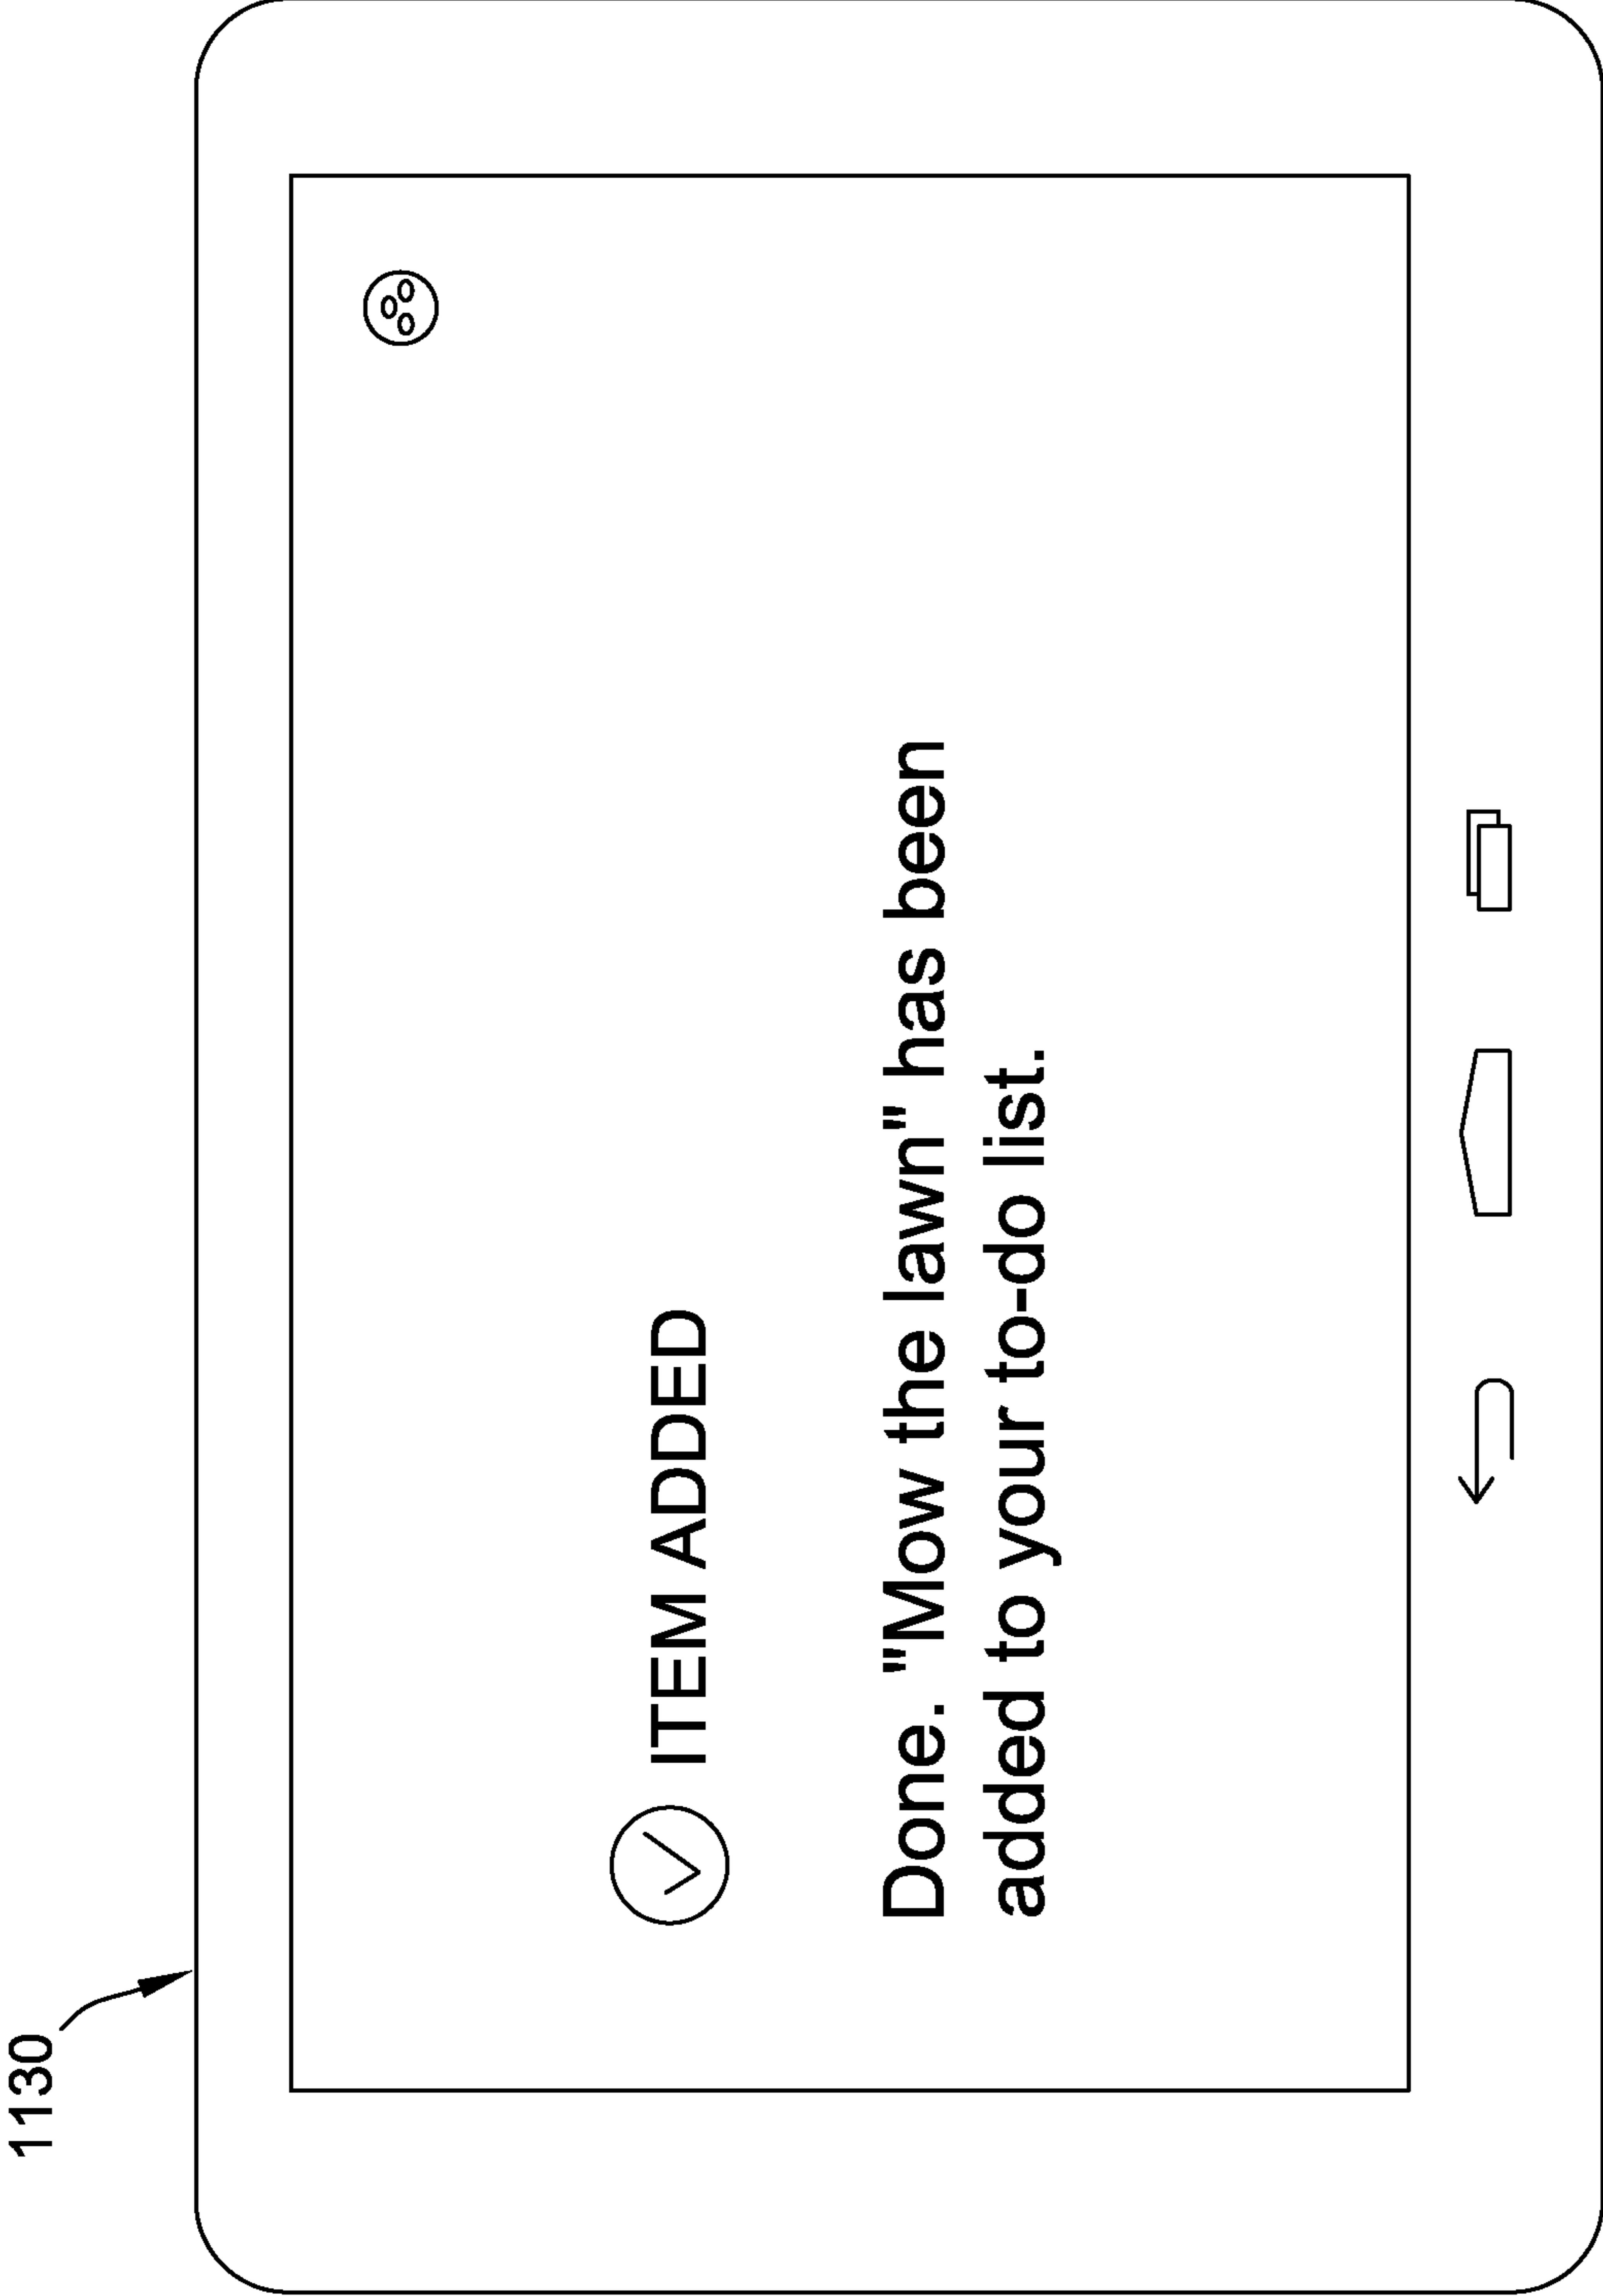 1130
ITEM ADDED
Done. "Mow the lawn" has been
added to your to-do list.